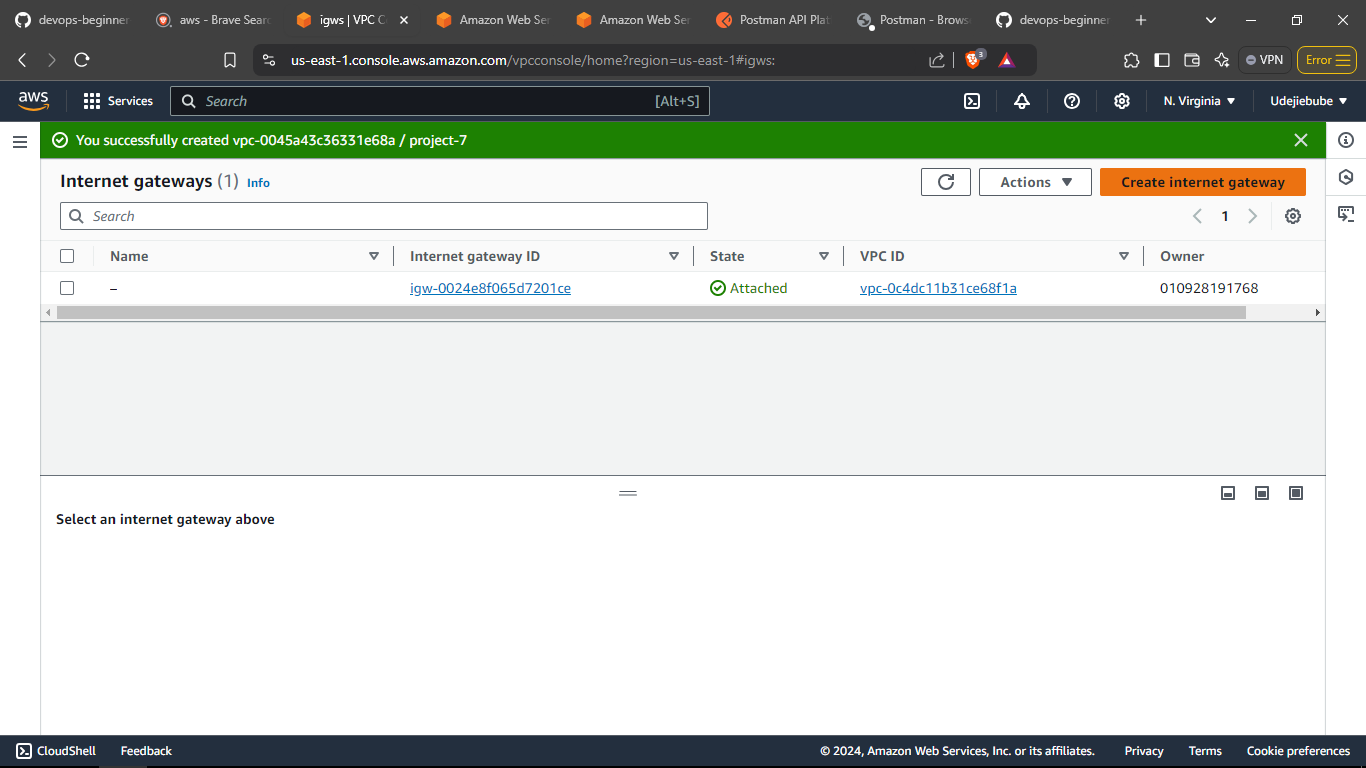 devops-beginner
aws - Brave Sear
igws | VPC C
Amazon Web Ser
Amazon Web Ser
Postman API Plat
Postman - Brows
devops-beginner
us-east-1.console.aws.amazon.com/vpcconsole/home?region=us-east-1#igws:
3
VPN
Error
aws
Services
Search
[Alt+S]
N. Virginia
Udejiebube
You successfully created vpc-0045a43c36331e68a / project-7
Internet gateways (1) Info
Actions
Create internet gateway
Search
1
Name
Internet gateway ID
State
VPC ID
Owner
–
igw-0024e8f065d7201ce
Attached
vpc-0c4dc11b31ce68f1a
010928191768
Select an internet gateway above
CloudShell
Feedback
© 2024, Amazon Web Services, Inc. or its affiliates.
Privacy
Terms
Cookie preferences